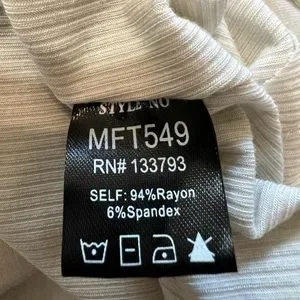 STYLE NO
MFT549
RN# 133793
SELF: 94%Rayon
6%Spandex